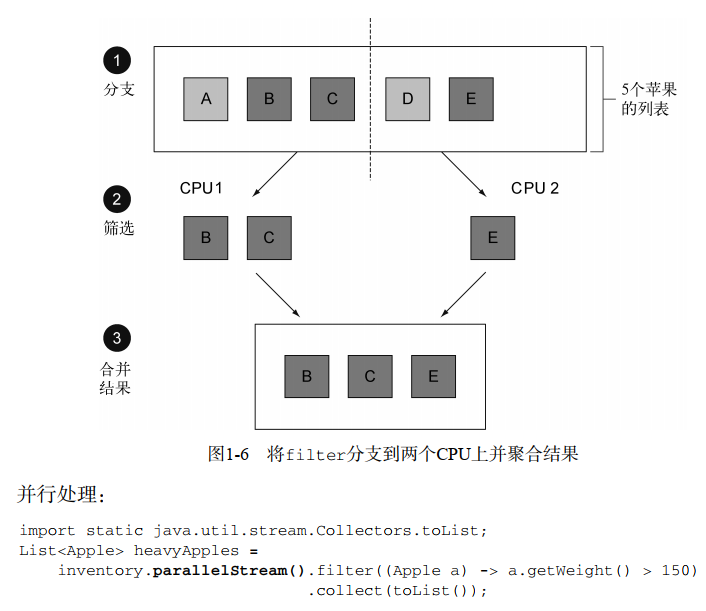 1
分支
A
B
C
D
E
5个苹果
的列表
CPU1
CPU 2
2
筛选
B
C
E
3
合并
结果
B
C
E
图1-6 将filter分支到两个CPU上并聚合结果
并行处理：
import static java.util.stream.Collectors.toList;
List<Apple> heavyApples =
inventory.parallelStream().filter((Apple a) -> a.getWeight() > 150)
.collect(toList());